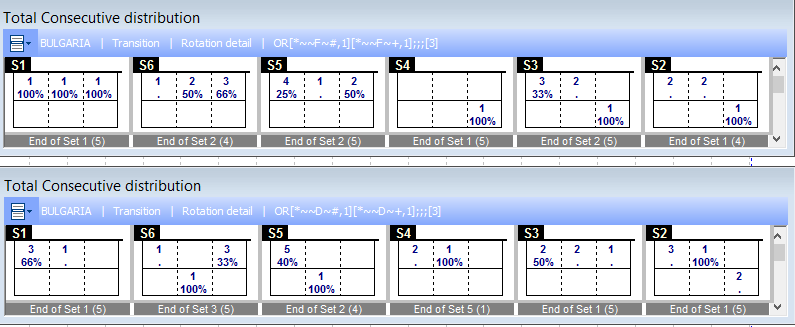 Total Consecutive distribution
BULGARIA | Transition | Rotation detail | OR[*~~F~#,1][*~~F~+,1];;;[3]
S1 S6 S5 S4 S3 S2
1 1 1 1 2 3 4 1 2 3 2 2 2
100% 100% 100% . 50% 66% 25% . 50% 33% . . .
1 1 1
100% 100% 100%
End of Set 1 (5) End of Set 2 (4) End of Set 2 (5) End of Set 1 (5) End of Set 2 (5) End of Set 1 (4)
Total Consecutive distribution
BULGARIA | Transition | Rotation detail | OR[*~~D~#,1][*~~D~+,1];;;[3]
S1 S6 S5 S4 S3 S2
3 1 1 3 5 2 1 2 2 1 3 1
66% . . 33% 40% . 100% 50% . . . 100%
1 1 2
100% 100% .
End of Set 1 (5) End of Set 3 (5) End of Set 2 (4) End of Set 5 (1) End of Set 1 (5) End of Set 1 (5)